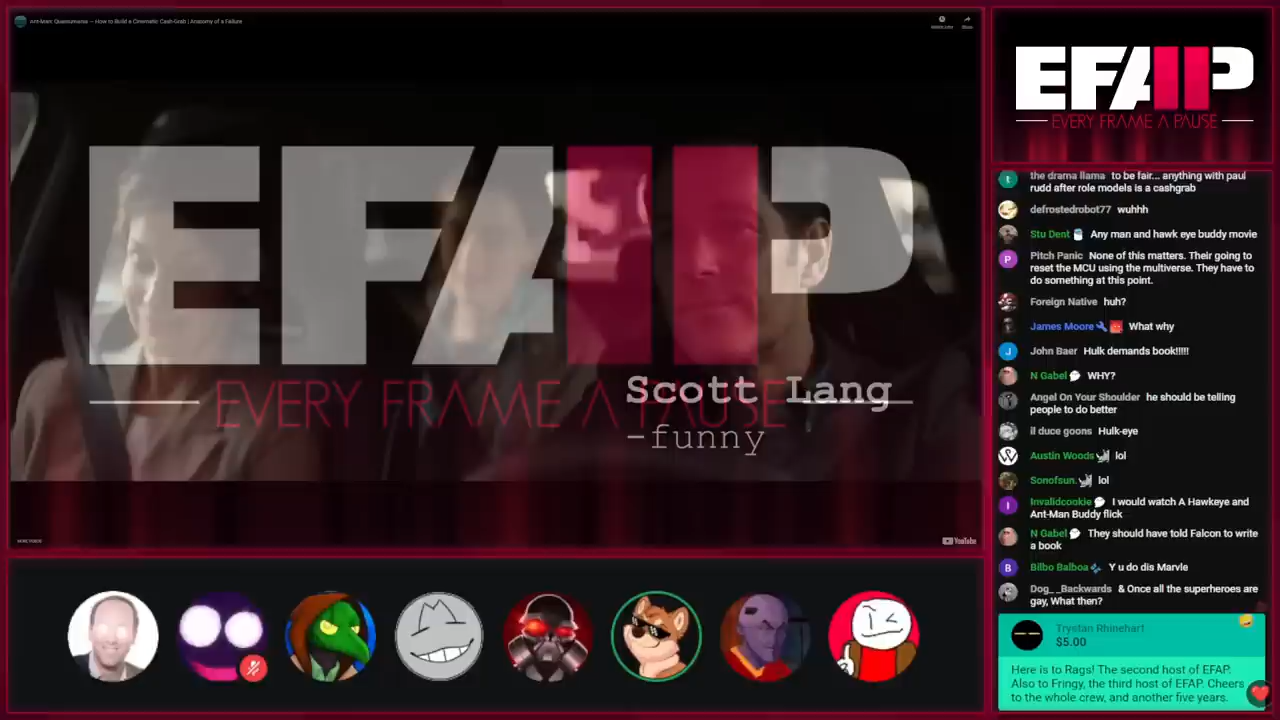 Ant-Man: Quantumania – How to Build a Cinematic Cash-Grab | Anatomy of a Failure
Watch later
Share
EFAP
EVERY FRAME A PAUSE
Scott Lang
-funny
MORE VIDEOS
YouTube
EFAP
EVERY FRAME A PAUSE
the drama llama to be fair... anything with paul
rudd after role models is a cashgrab
defrostedrobot77 wuhhh
Stu Dent Any man and hawk eye buddy movie
Pitch Panic None of this matters. Their going to
reset the MCU using the multiverse. They have to
do something at this point.
Foreign Native huh?
James Moore What why
John Baer Hulk demands book!!!!!
N Gabel WHY?
Angel On Your Shoulder he should be telling
people to do better
il duce goons Hulk-eye
Austin Woods lol
Sonofsun. lol
Invalidcookie I would watch A Hawkeye and
Ant-Man Buddy flick
N Gabel They should have told Falcon to write
a book
Bilbo Balboa Y u do dis Marvle
Dog__Backwards & Once all the superheroes are
gay, What then?
Trystan Rhinehart
$5.00
Here is to Rags! The second host of EFAP.
Also to Fringy, the third host of EFAP. Cheers
to the whole crew, and another five years.